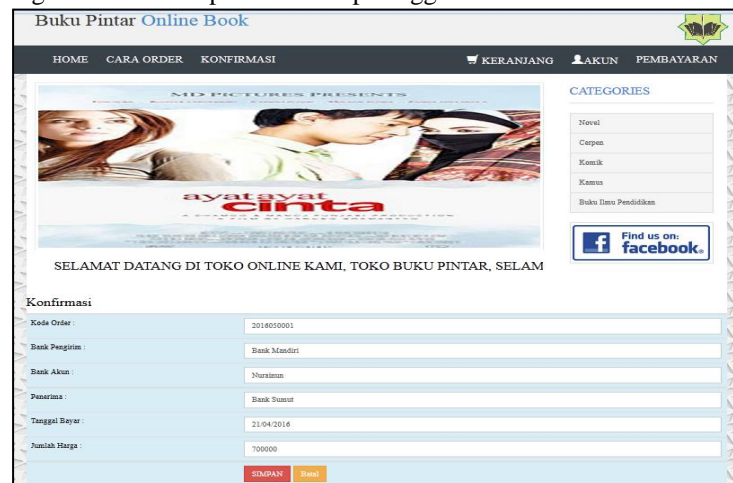 Buku Pintar Online Book
HOME CARA ORDER KONFIRMASI KERANJANG AKUN PEMBAYARAN
MD PICTURES PRESENTS
ayat ayat
cinta
CATEGORIES
Novel
Cerpen
Komik
Kamus
Buku Ilmu Pendidikan
Find us on:
facebook
SELAMAT DATANG DI TOKO ONLINE KAMI, TOKO BUKU PINTAR, SELAM
Konfirmasi
Kode Order : 2016050001
Bank Pengirim : Bank Mandiri
Bank Akun : Nurainun
Penerima : Bank Sumut
Tanggal Bayar : 21/04/2016
Jumlah Harga : 700000
SIMPAN Batal